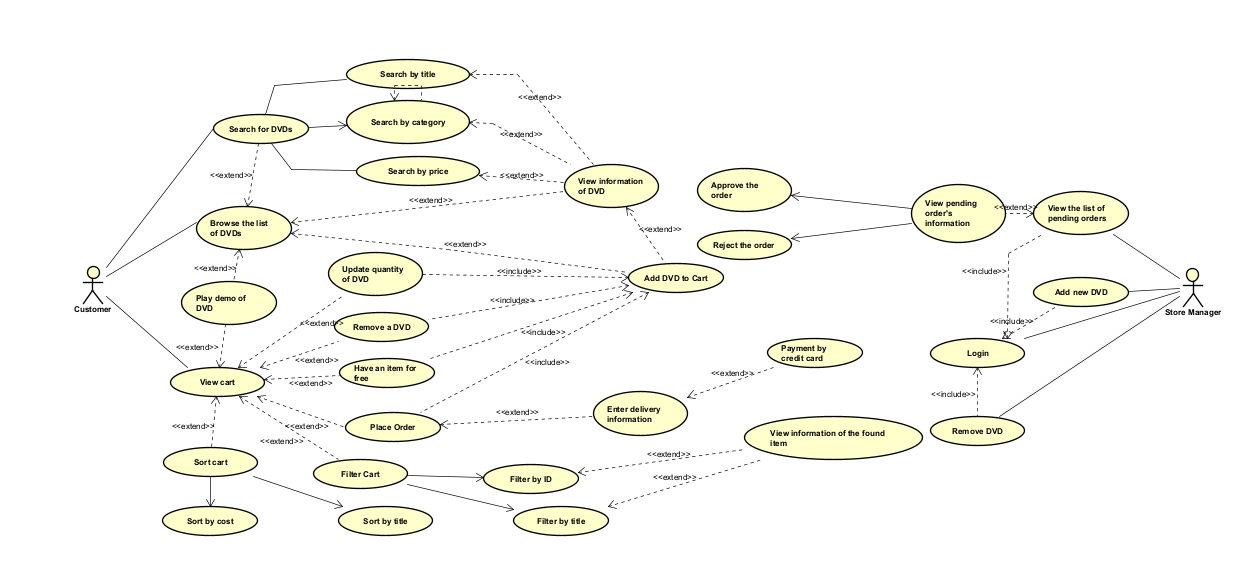 Search by title
<<extend>>
Search by category
Search for DVDs
<<extend>>
Search by price
<<extend>>
<<extend>>
View information
of DVD
<<extend>>
Approve the
order
View pending
order's
information
<<extend>>
View the list of
pending orders
Browse the list
of DVDs
<<extend>>
<<extend>>
Reject the order
<<extend>>
Update quantity
of DVD
<<include>>
Add DVD to Cart
<<include>>
Customer
Play demo of
DVD
<<include>>
Add new DVD
Store Manager
<<extend>>
Remove a DVD
<<include>>
<<include>>
<<extend>>
<<extend>>
<<include>>
Payment by
credit card
Login
Have an item for
free
<<extend>>
<<extend>>
View cart
<<include>>
Enter delivery
information
<<extend>>
<<extend>>
<<extend>>
Place Order
<<extend>>
View information of the found
item
Remove DVD
<<extend>>
Sort cart
Filter Cart
Filter by ID
<<extend>>
Sort by cost
Sort by title
Filter by title